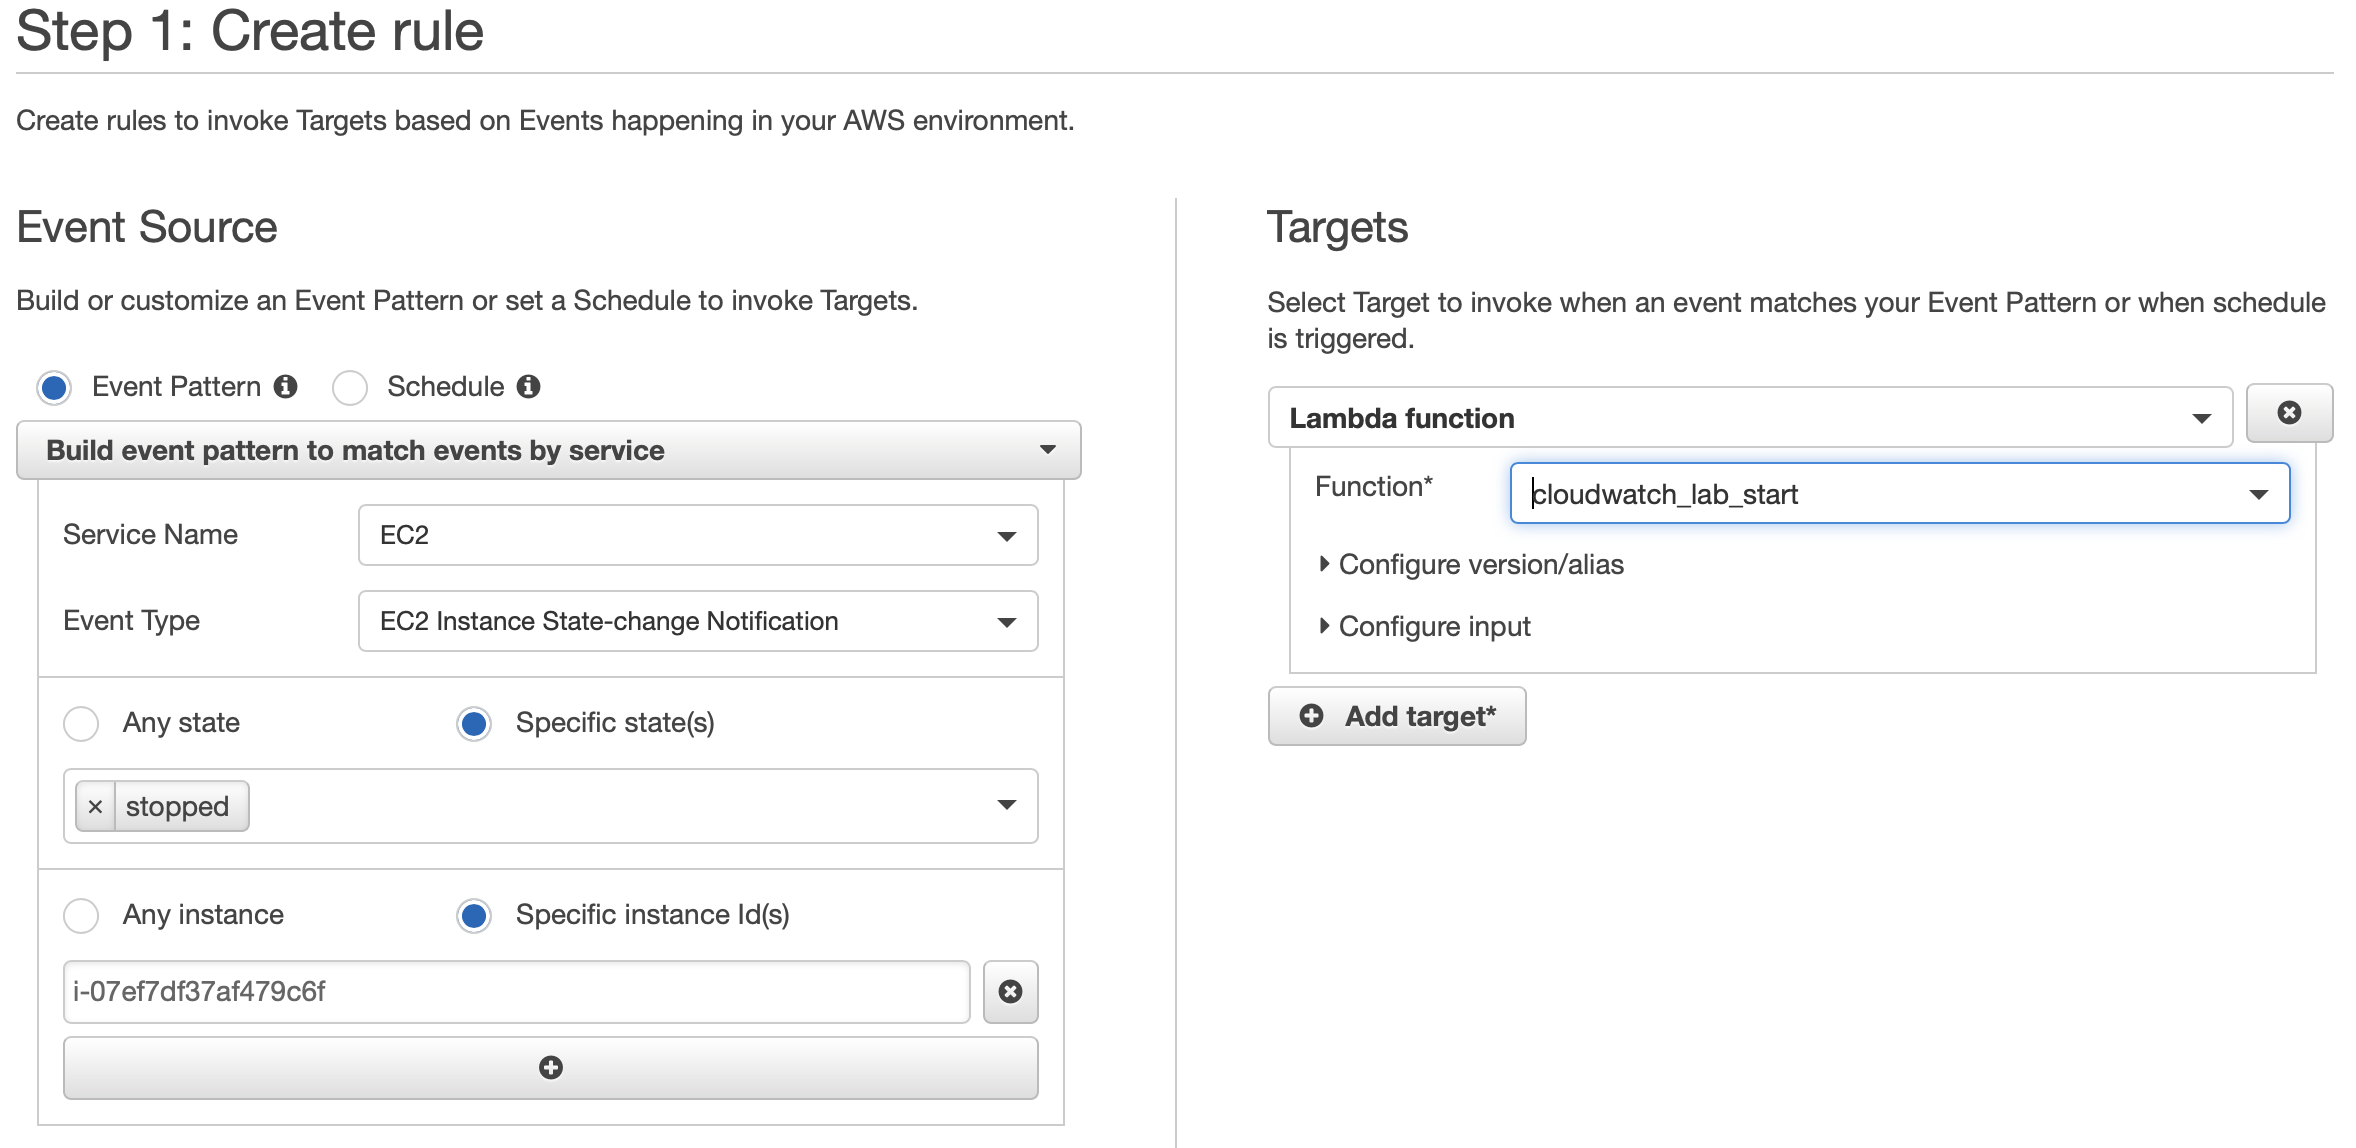 Step 1: Create rule
Create rules to invoke Targets based on Events happening in your AWS environment.
Event Source
Build or customize an Event Pattern or set a Schedule to invoke Targets.
Event Pattern
Schedule
Build event pattern to match events by service
Service Name
EC2
Event Type
EC2 Instance State-change Notification
Any state
Specific state(s)
× stopped
Any instance
Specific instance Id(s)
i-07ef7df37af479c6f
Targets
Select Target to invoke when an event matches your Event Pattern or when schedule
is triggered.
Lambda function
Function*
cloudwatch_lab_start
Configure version/alias
Configure input
Add target*